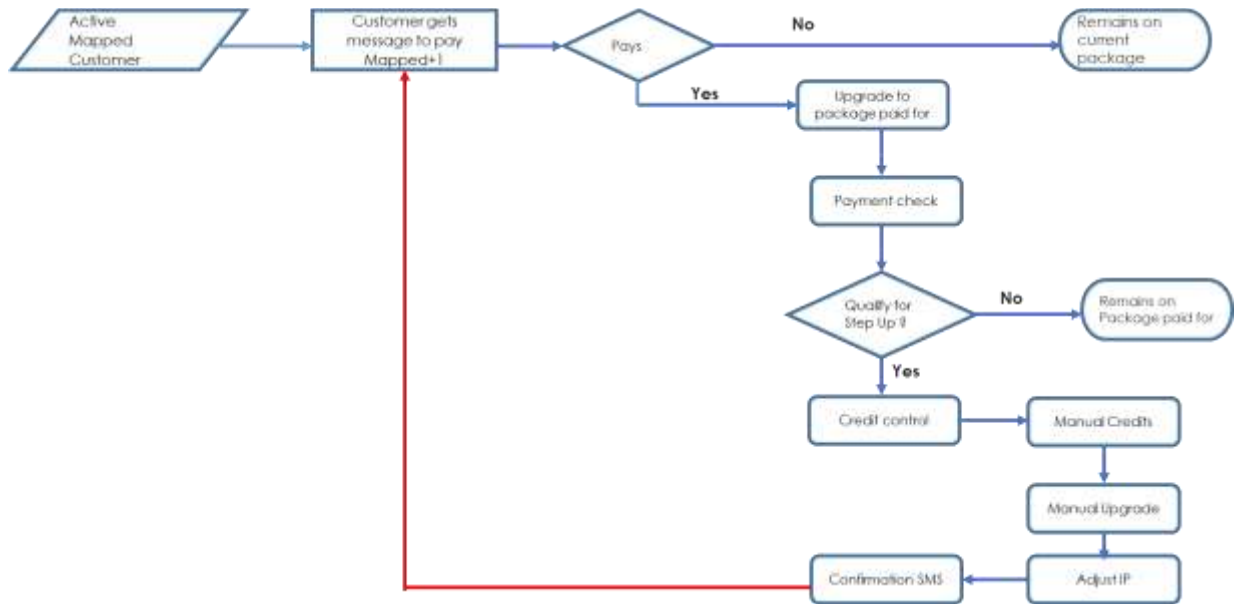 Active
Mapped
Customer
Customer gets
message to pay
Mapped+1
Pays
No
Remains on
current
package
Yes
Upgrade to
package paid for
Payment check
Qualify for
Step Up ?
No
Remains on
Package paid for
Yes
Credit control
Manual Credits
Manual Upgrade
Confirmation SMS
Adjust IP